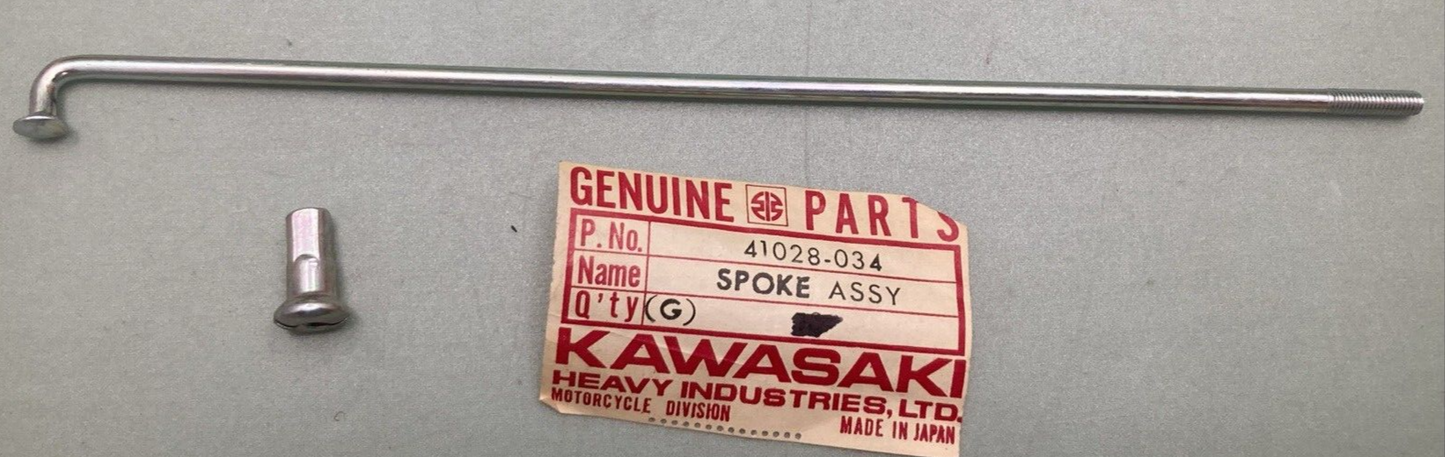 GENUINE PARTS
P. No. 41028-034
Name SPOKE ASSY
Q'ty (G)
KAWASAKI
HEAVY INDUSTRIES, LTD.
MOTORCYCLE DIVISION
MADE IN JAPAN